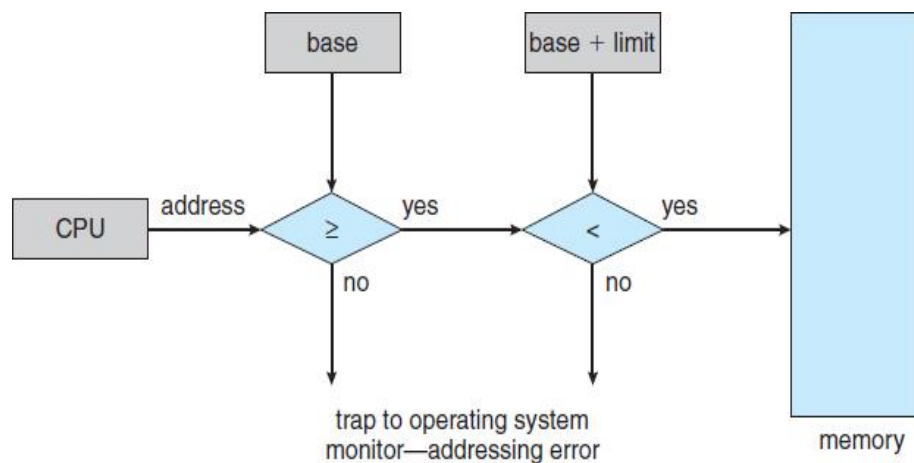 base
base + limit
CPU
address
≥
yes
<
yes
no
no
trap to operating system
monitor—addressing error
memory